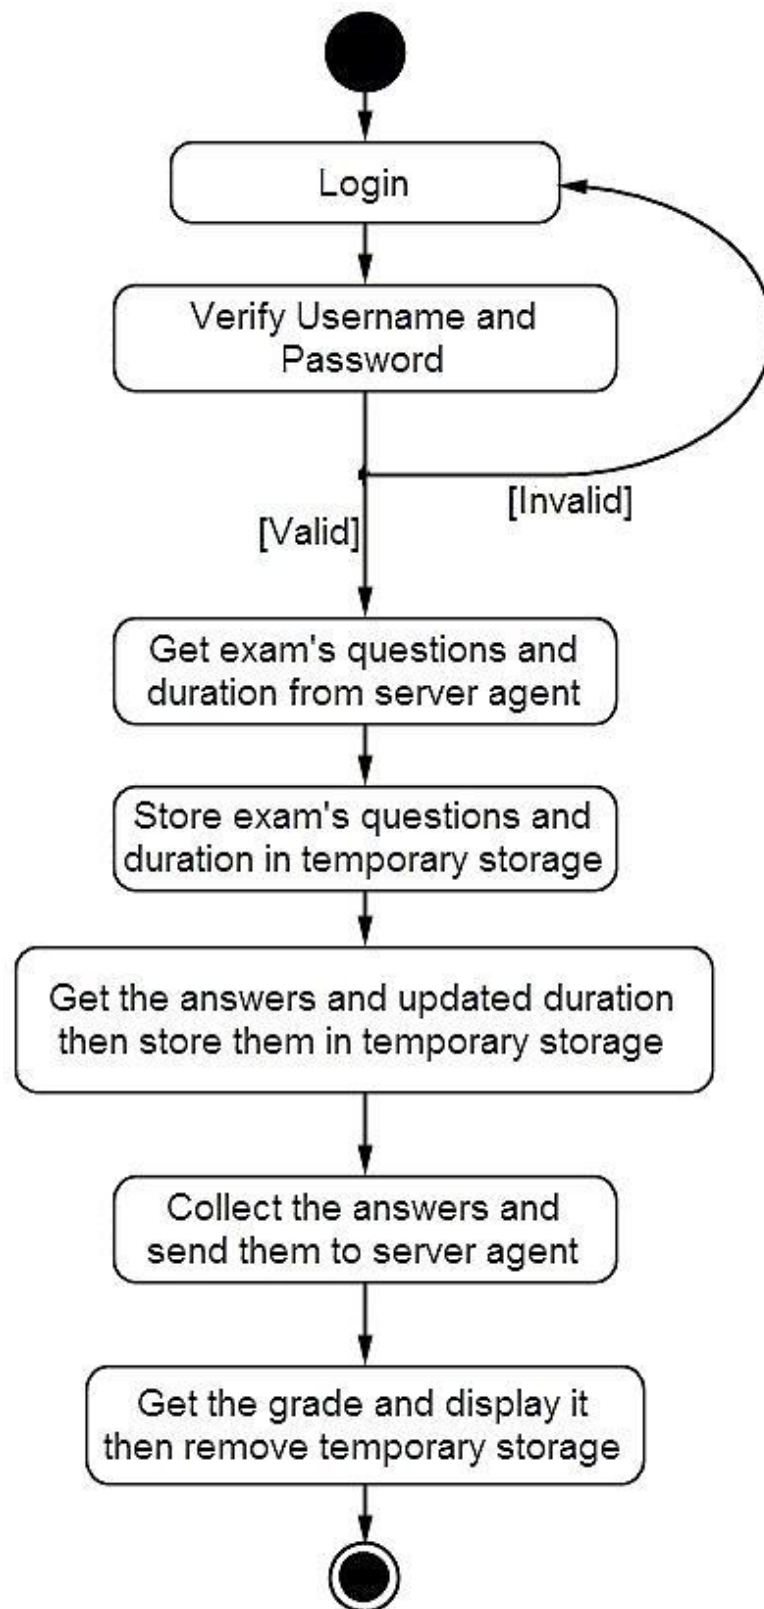 Login
Verify Username and
Password
[Invalid]
[Valid]
Get exam's questions and
duration from server agent
Store exam's questions and
duration in temporary storage
Get the answers and updated duration
then store them in temporary storage
Collect the answers and
send them to server agent
Get the grade and display it
then remove temporary storage